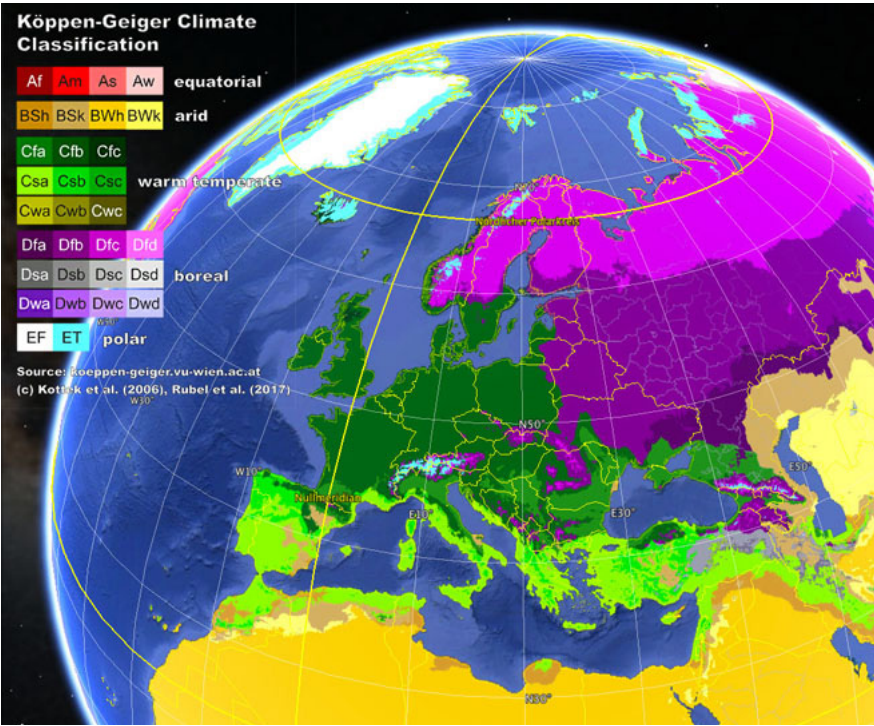 Köppen-Geiger Climate
Classification
Af Am As Aw equatorial
BSh BSk BWh BWk arid
Cfa Cfb Cfc
Csa Csb Csc warm temperate
Cwa Cwb Cwc
Dfa Dfb Dfc Dfd
Dsa Dsb Dsc Dsd boreal
Dwa Dwb Dwc Dwd
EF ET polar
Source: koeppen-geiger.vu-wien.ac.at
(c) Kottek et al. (2006), Rubel et al. (2017)
W30°
Nördlicher Polarkreis
N50°
W10°
E50°
Nullmeridian
E10°
E30°
N30°